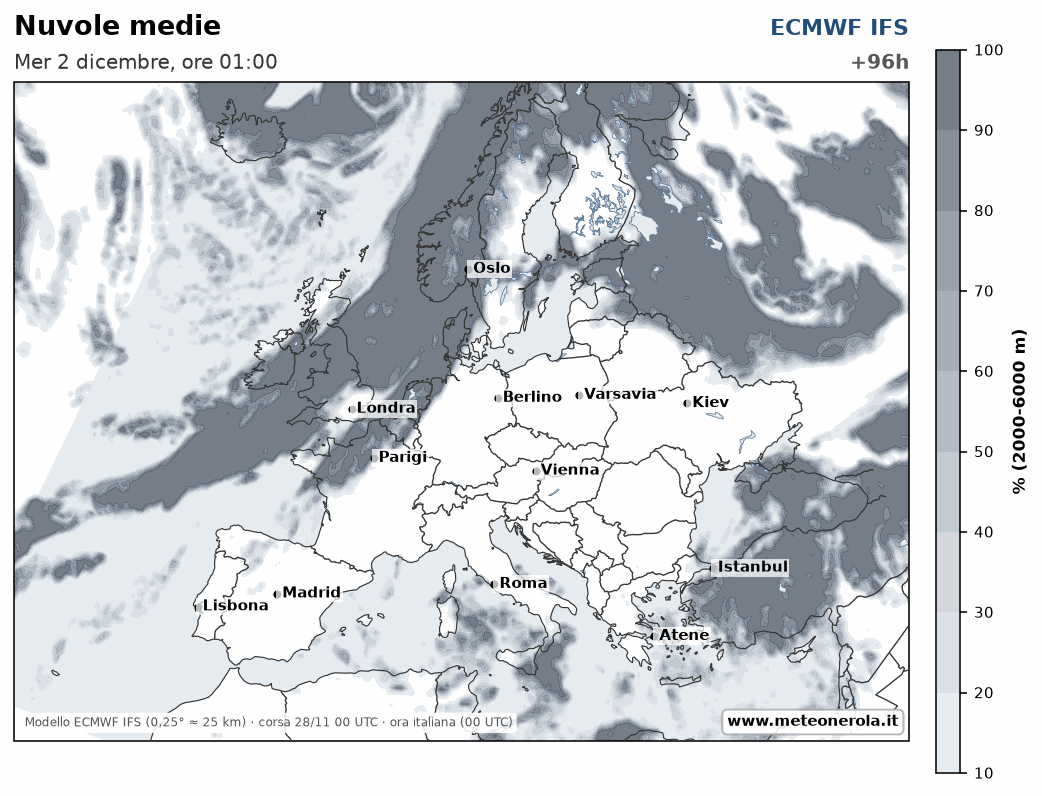 Nuvole medie
ECMWF IFS
Mer 2 dicembre, ore 01:00
+96h
100
90
80
70
60
50
40
30
20
10
% (2000-6000 m)
Oslo
Berlino
Varsavia
Kiev
Londra
Parigi
Vienna
Istanbul
Roma
Madrid
Lisbona
Atene
Modello ECMWF IFS (0,25° ≈ 25 km) · corsa 28/11 00 UTC · ora italiana (00 UTC)
www.meteonerola.it